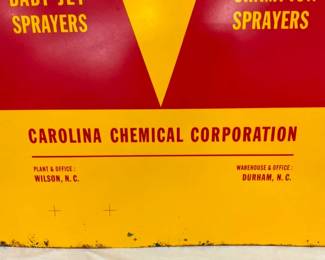 BABY JET
SPRAYERS
SPRAYERS
CAROLINA CHEMICAL CORPORATION
PLANT & OFFICE :
WILSON, N. C.
WAREHOUSE & OFFICE :
DURHAM, N. C.